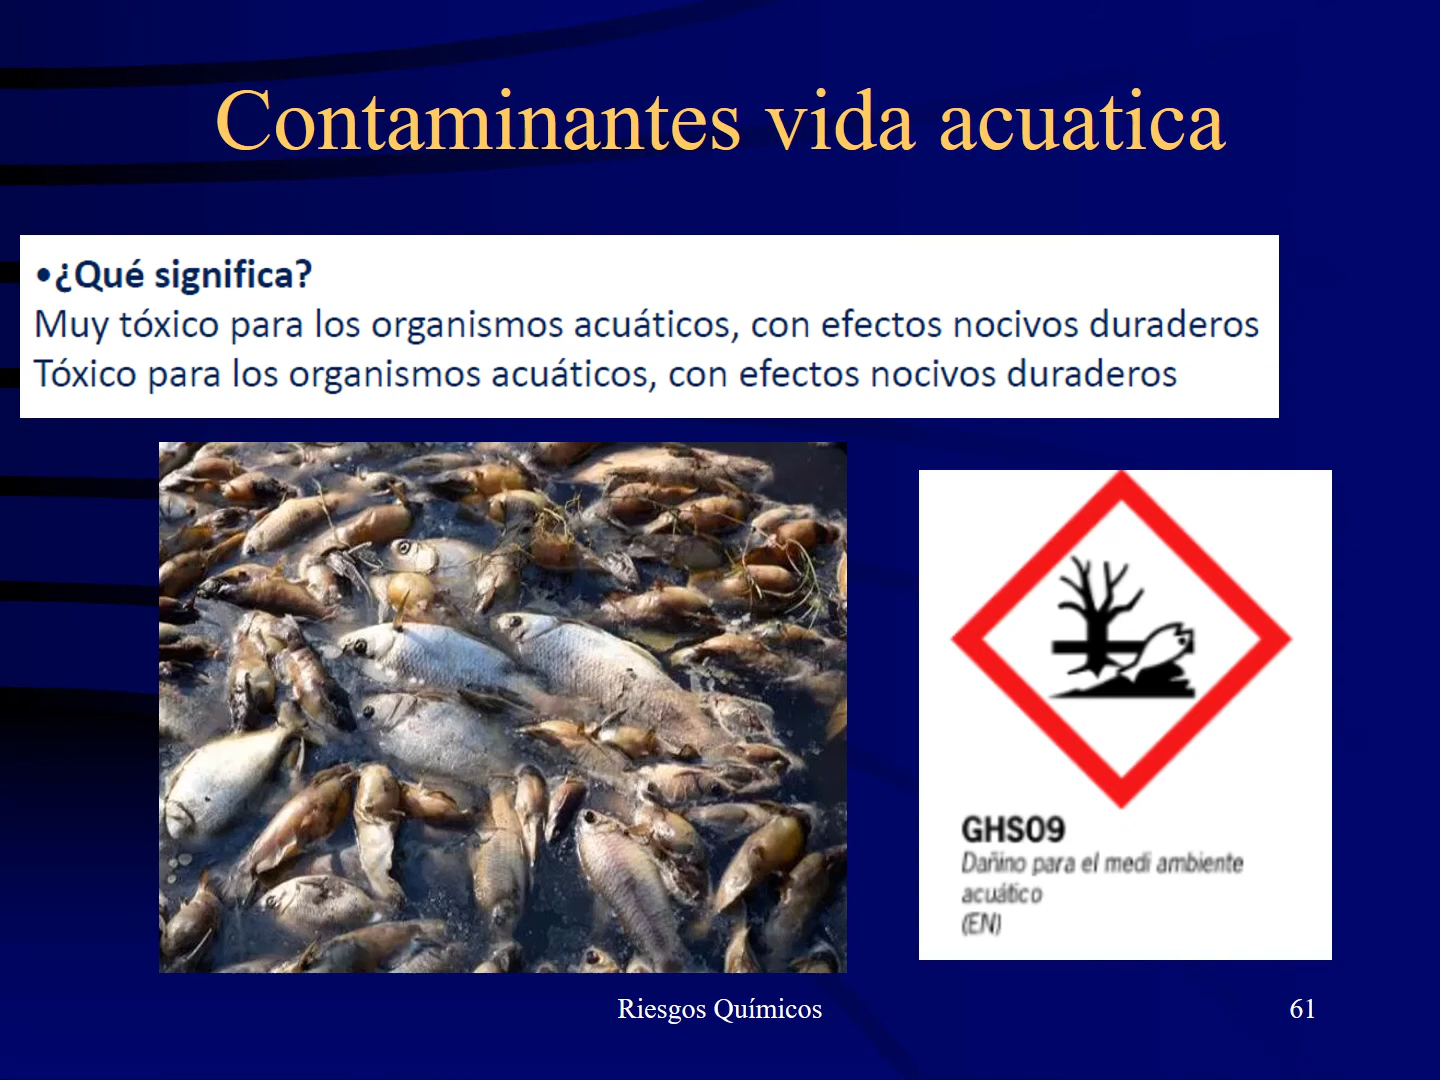 Contaminantes vida acuatica
•¿Qué significa?
Muy tóxico para los organismos acuáticos, con efectos nocivos duraderos
Tóxico para los organismos acuáticos, con efectos nocivos duraderos
GHS09
Dañino para el medi ambiente
acuático
(EN)
Riesgos Químicos
61